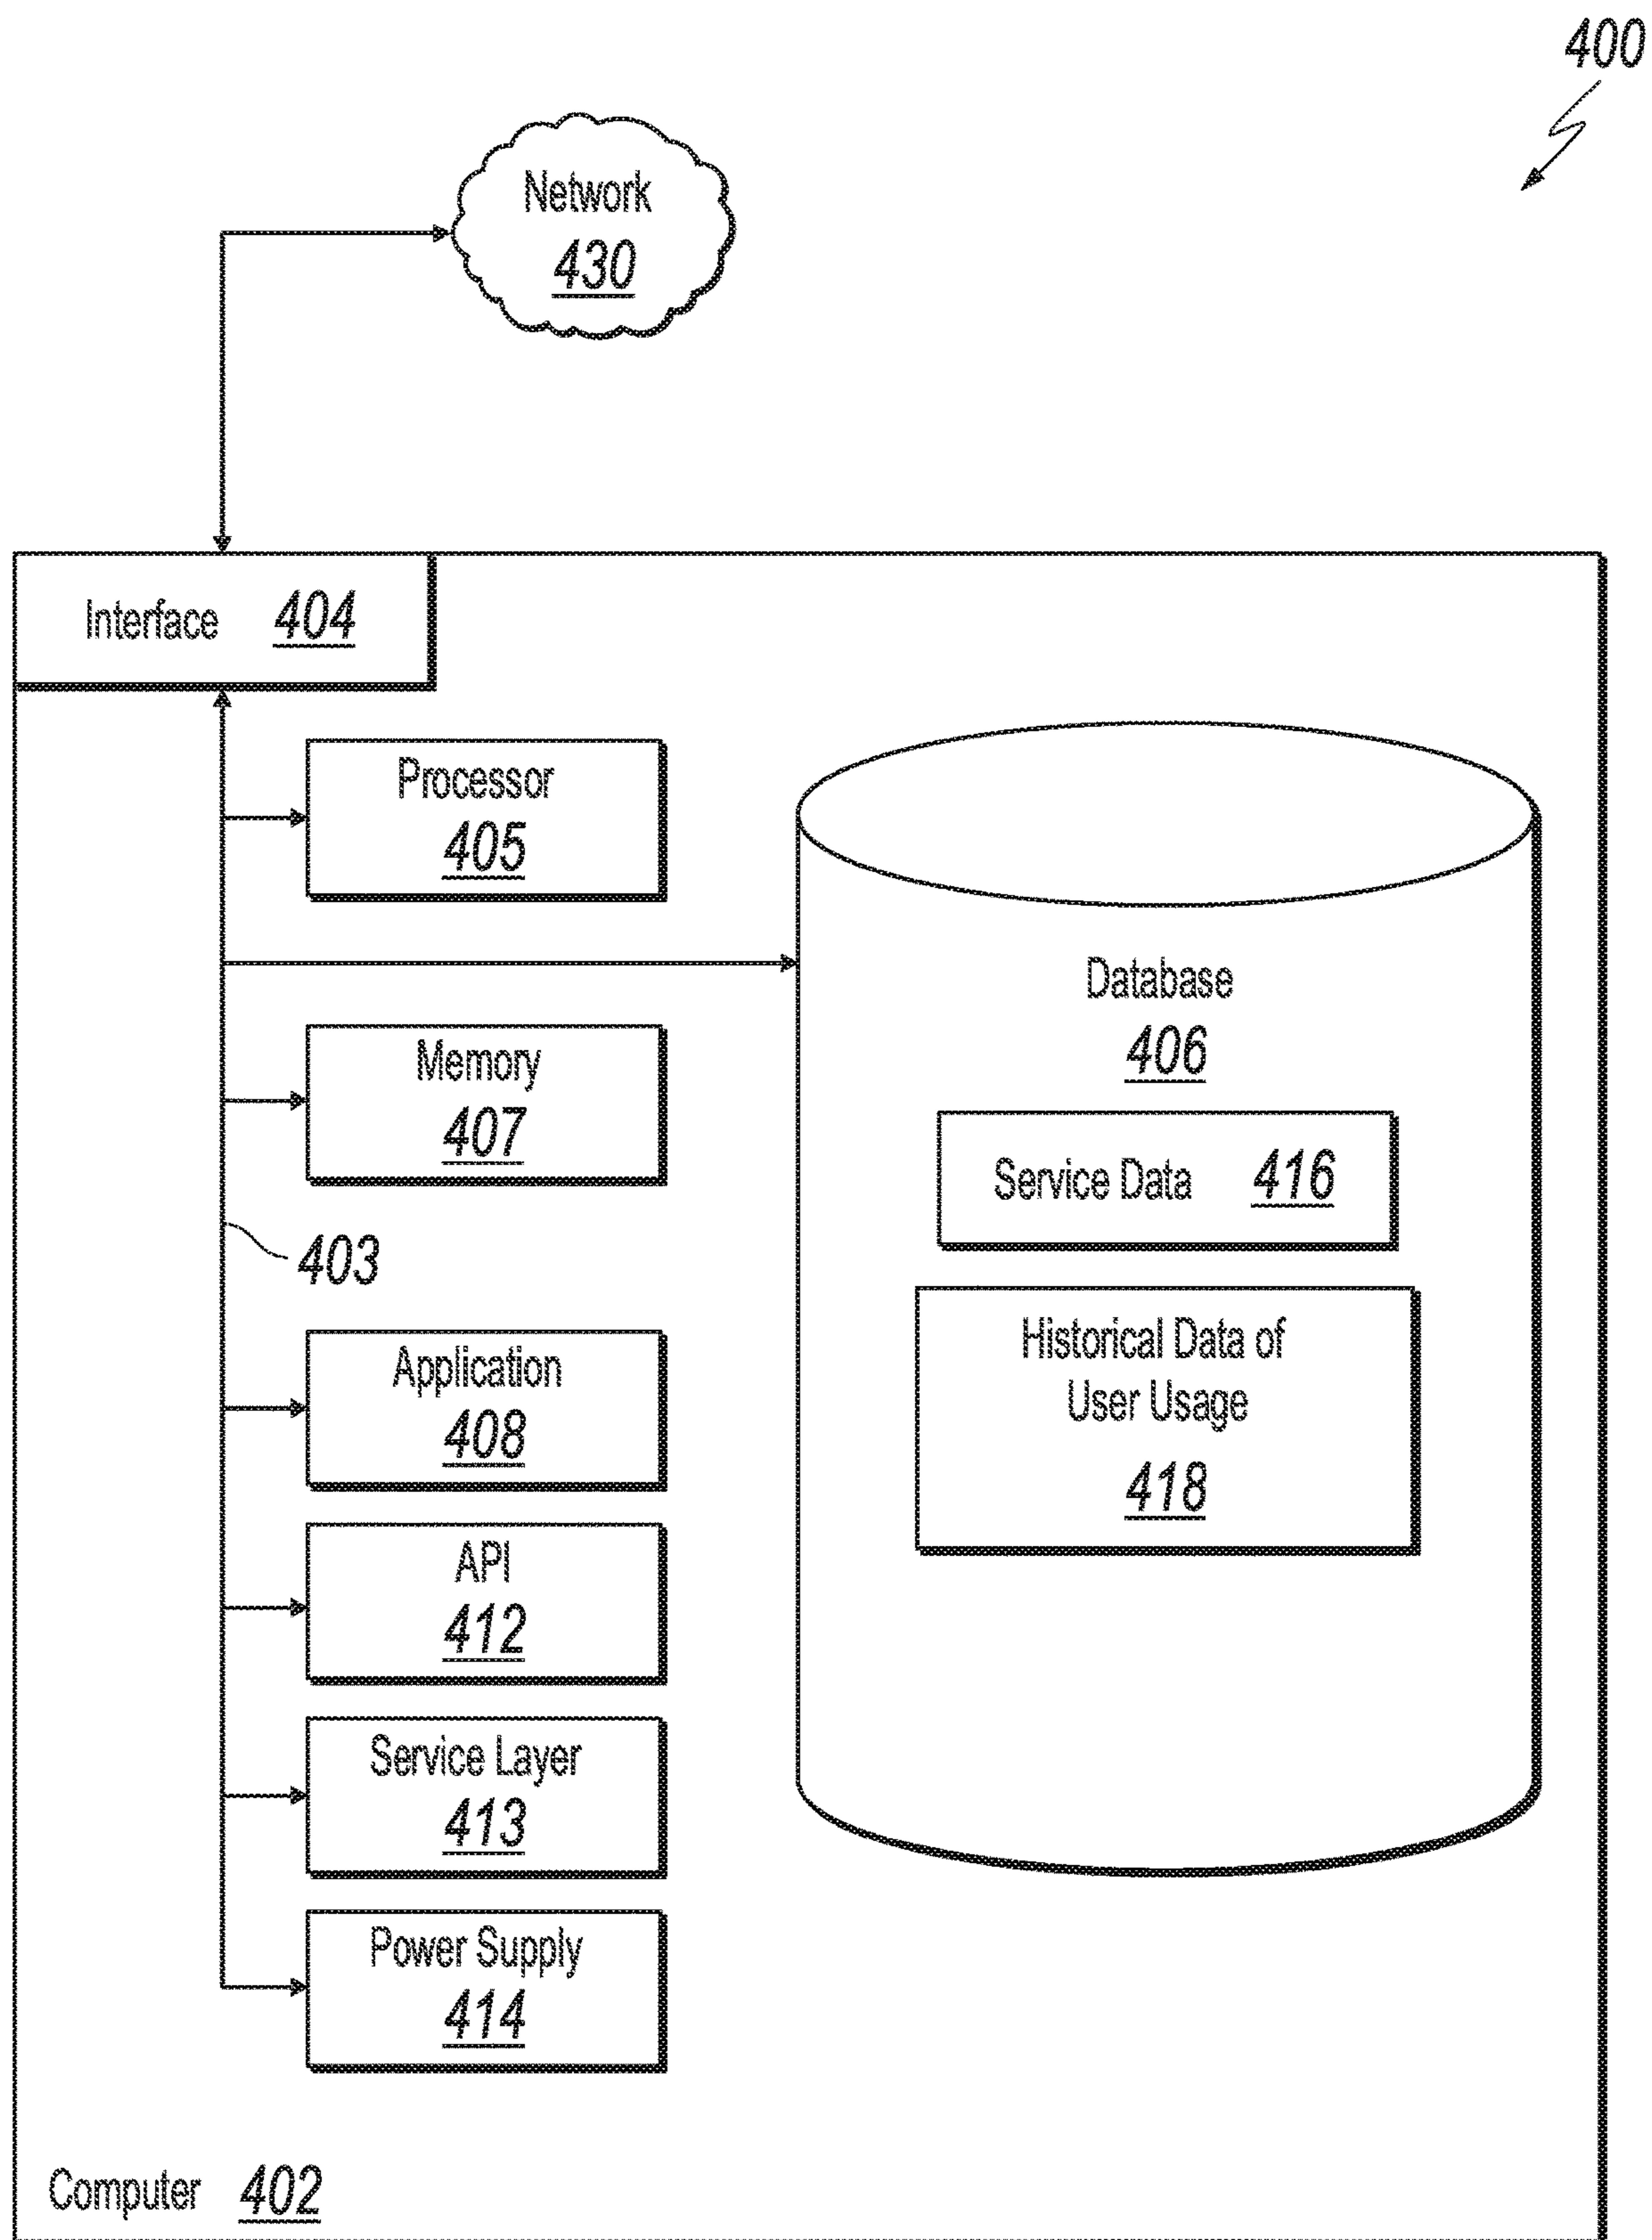 400
Network
430
Interface 404
Processor
405
Database
406
Memory
407
Service Data 416
403
Historical Data of
User Usage
418
Application
408
API
412
Service Layer
413
Power Supply
414
Computer 402